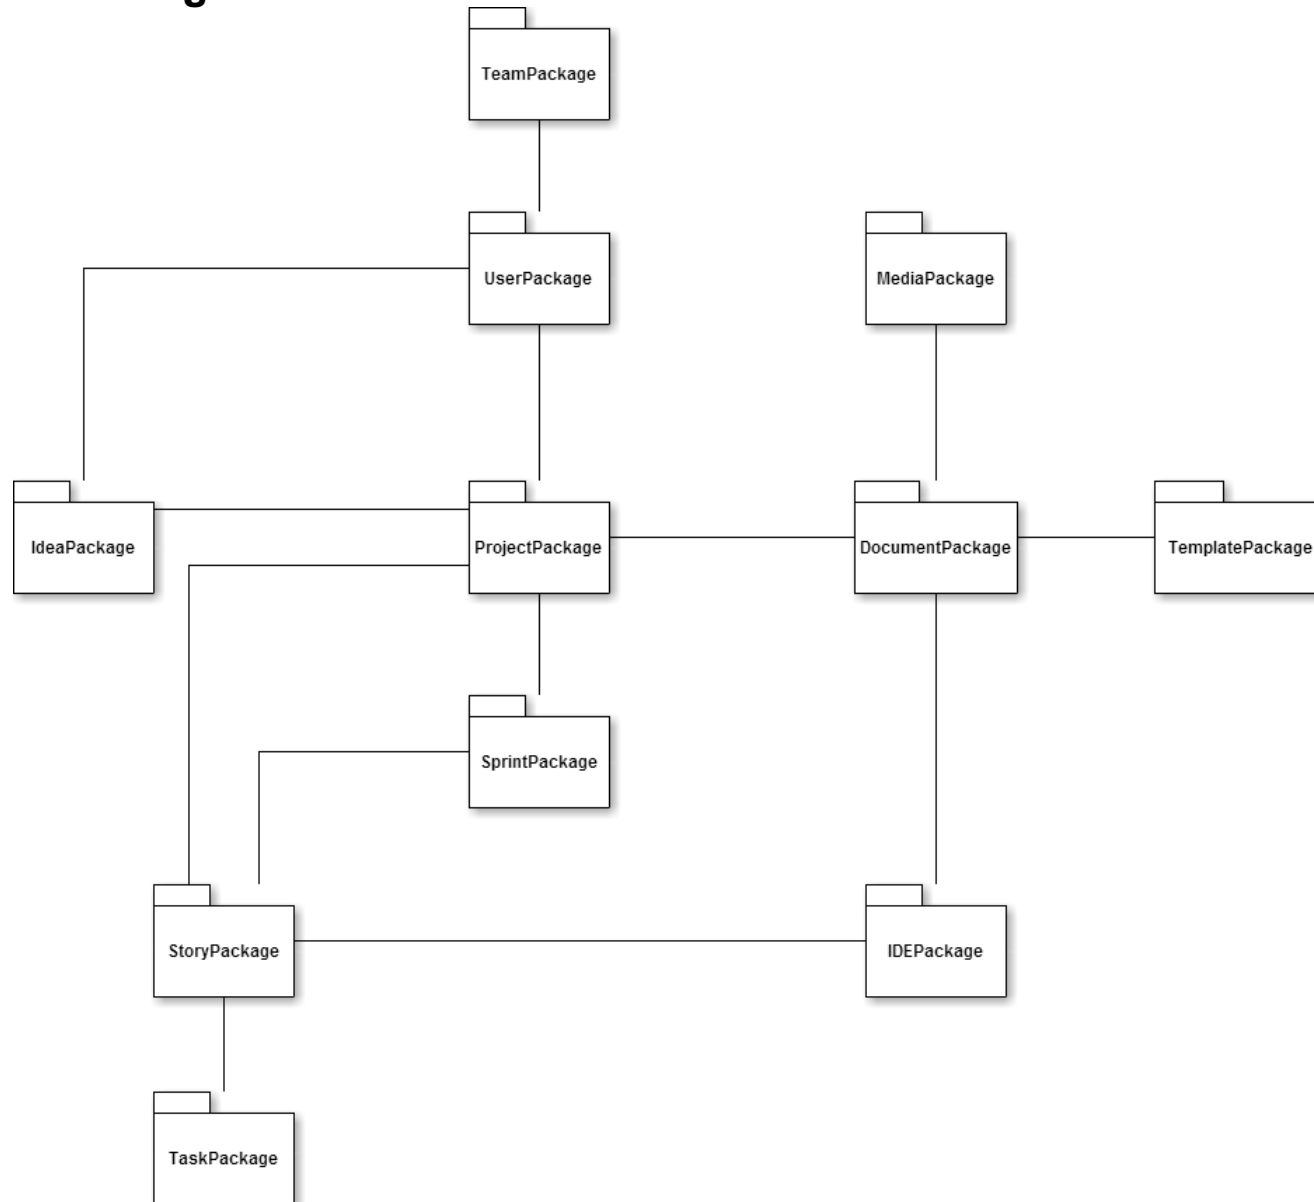 TeamPackage
UserPackage
MediaPackage
IdeaPackage
ProjectPackage
DocumentPackage
TemplatePackage
SprintPackage
StoryPackage
IDEPackage
TaskPackage